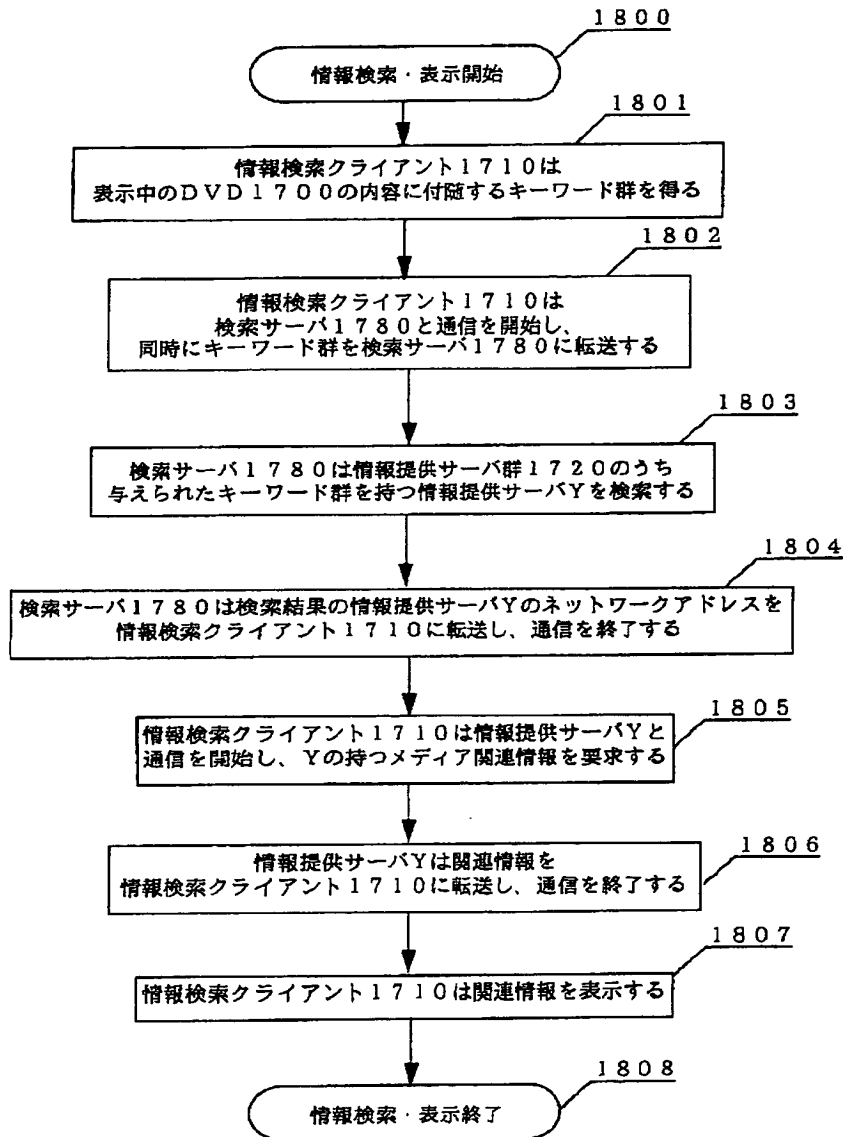 １８００
情報検索・表示開始
１８０１
情報検索クライアント１７１０は
表示中のＤＶＤ１７００の内容に付随するキーワード群を得る
１８０２
情報検索クライアント１７１０は
検索サーバ１７８０と通信を開始し、
同時にキーワード群を検索サーバ１７８０に転送する
１８０３
検索サーバ１７８０は情報提供サーバ群１７２０のうち
与えられたキーワード群を持つ情報提供サーバＹを検索する
１８０４
検索サーバ１７８０は検索結果の情報提供サーバＹのネットワークアドレスを
情報検索クライアント１７１０に転送し、通信を終了する
１８０５
情報検索クライアント１７１０は情報提供サーバＹと
通信を開始し、Ｙの持つメディア関連情報を要求する
１８０６
情報提供サーバＹは関連情報を
情報検索クライアント１７１０に転送し、通信を終了する
１８０７
情報検索クライアント１７１０は関連情報を表示する
１８０８
情報検索・表示終了